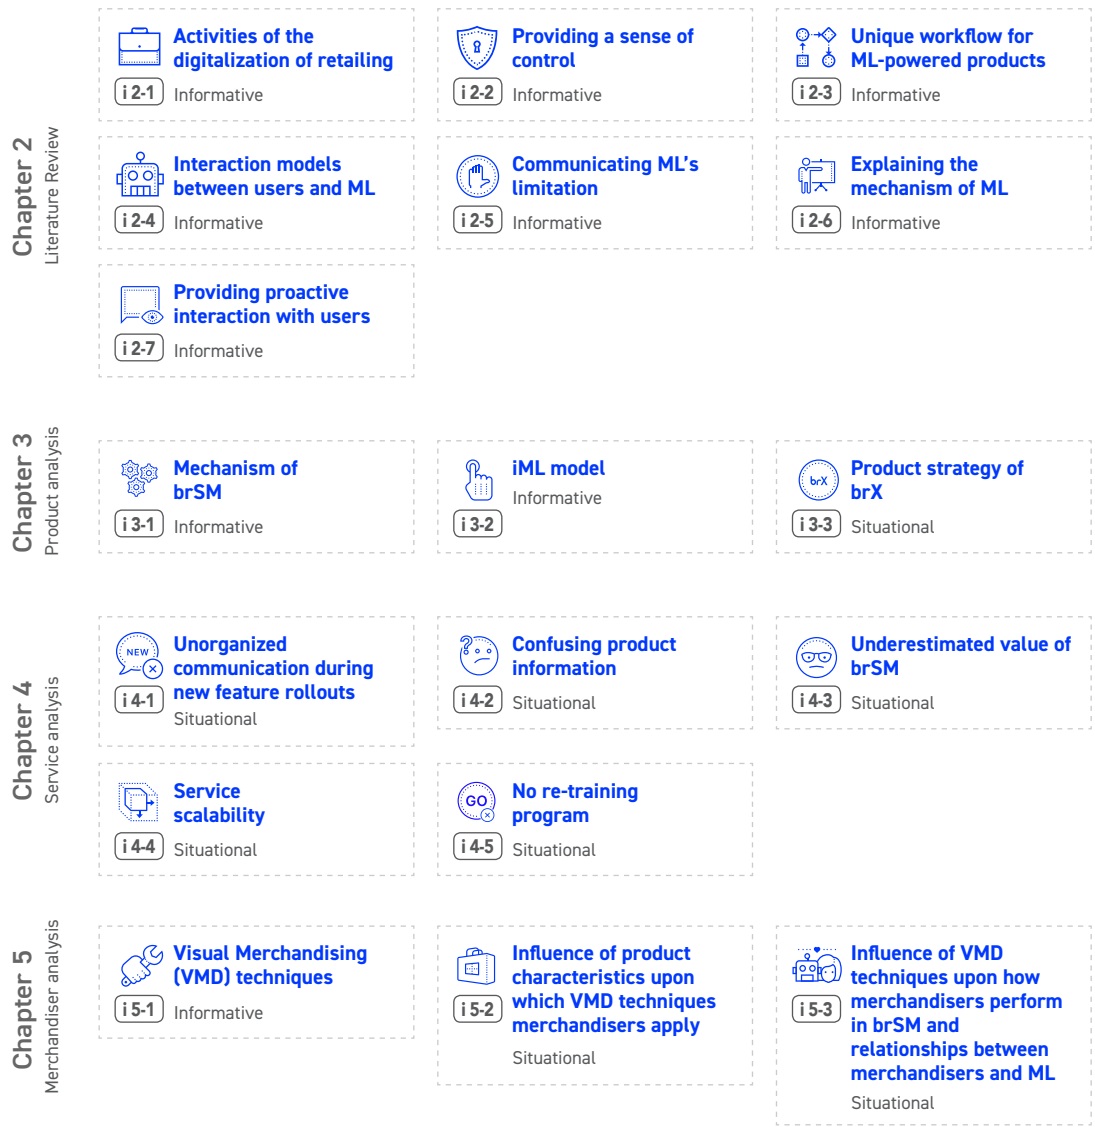 Chapter 2
Literature Review
Activities of the
digitalization of retailing
i 2-1
Informative
Providing a sense of
control
i 2-2
Informative
Unique workflow for
ML-powered products
i 2-3
Informative
Interaction models
between users and ML
i 2-4
Informative
Communicating ML's
limitation
i 2-5
Informative
Explaining the
mechanism of ML
i 2-6
Informative
Providing proactive
interaction with users
i 2-7
Informative
Chapter 3
Product analysis
Mechanism of
brSM
i 3-1
Informative
iML model
Informative
i 3-2
brX
Product strategy of
brX
i 3-3
Situational
Chapter 4
Service analysis
NEW
Unorganized
communication during
new feature rollouts
i 4-1
Situational
?
Confusing product
information
i 4-2
Situational
Underestimated value of
brSM
i 4-3
Situational
Service
scalability
i 4-4
Situational
GO
No re-training
program
i 4-5
Situational
Chapter 5
Merchandiser analysis
Visual Merchandising
(VMD) techniques
i 5-1
Informative
Influence of product
characteristics upon
which VMD techniques
merchandisers apply
i 5-2
Situational
Influence of VMD
techniques upon how
merchandisers perform
in brSM and
relationships between
merchandisers and ML
i 5-3
Situational